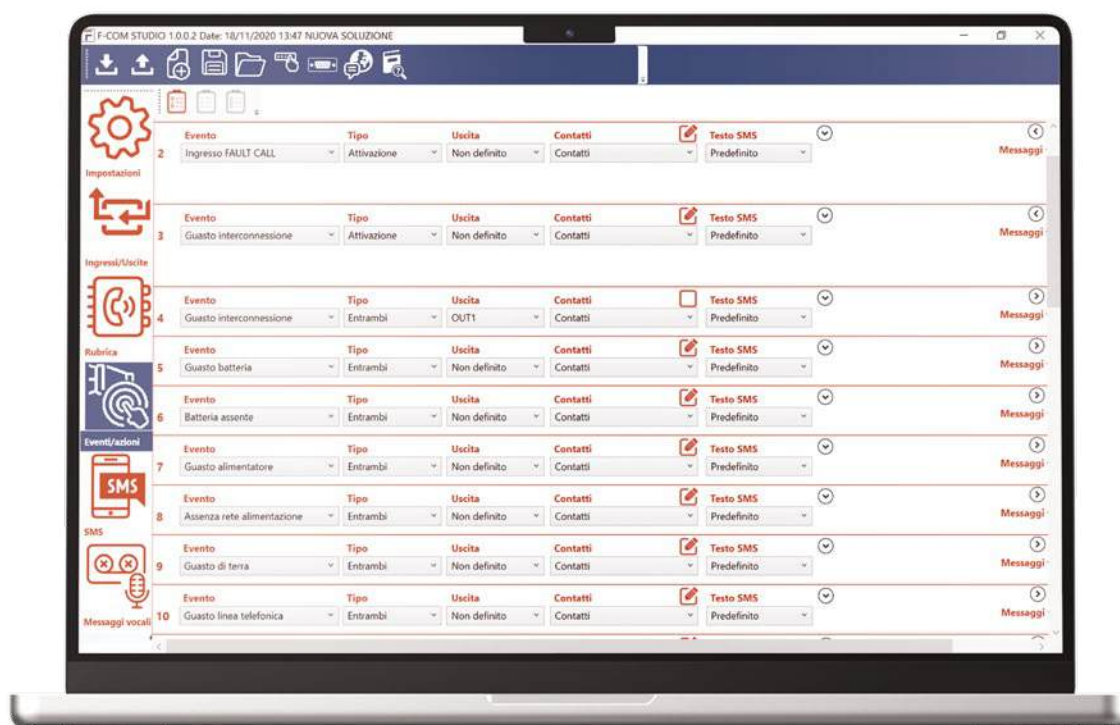 F-COM STUDIO 1.0.0.2 Date: 18/11/2020 13:47 NUOVA SOLUZIONE
Impostazioni
Ingressi/Uscite
Rubrica
Eventi/azioni
SMS
SMS
Messaggi vocali
Evento Tipo Uscita Contatti Testo SMS
2 Ingresso FAULT CALL Attivazione Non definito Contatti Predefinito Messaggi
Evento Tipo Uscita Contatti Testo SMS
3 Guasto interconnessione Attivazione Non definito Contatti Predefinito Messaggi
Evento Tipo Uscita Contatti Testo SMS
4 Guasto interconnessione Entrambi OUT1 Contatti Predefinito Messaggi
Evento Tipo Uscita Contatti Testo SMS
5 Guasto batteria Entrambi Non definito Contatti Predefinito Messaggi
Evento Tipo Uscita Contatti Testo SMS
6 Batteria assente Entrambi Non definito Contatti Predefinito Messaggi
Evento Tipo Uscita Contatti Testo SMS
7 Guasto alimentatore Entrambi Non definito Contatti Predefinito Messaggi
Evento Tipo Uscita Contatti Testo SMS
8 Assenza rete alimentazione Entrambi Non definito Contatti Predefinito Messaggi
Evento Tipo Uscita Contatti Testo SMS
9 Guasto di terra Entrambi Non definito Contatti Predefinito Messaggi
Evento Tipo Uscita Contatti Testo SMS
10 Guasto linea telefonica Entrambi Non definito Contatti Predefinito Messaggi